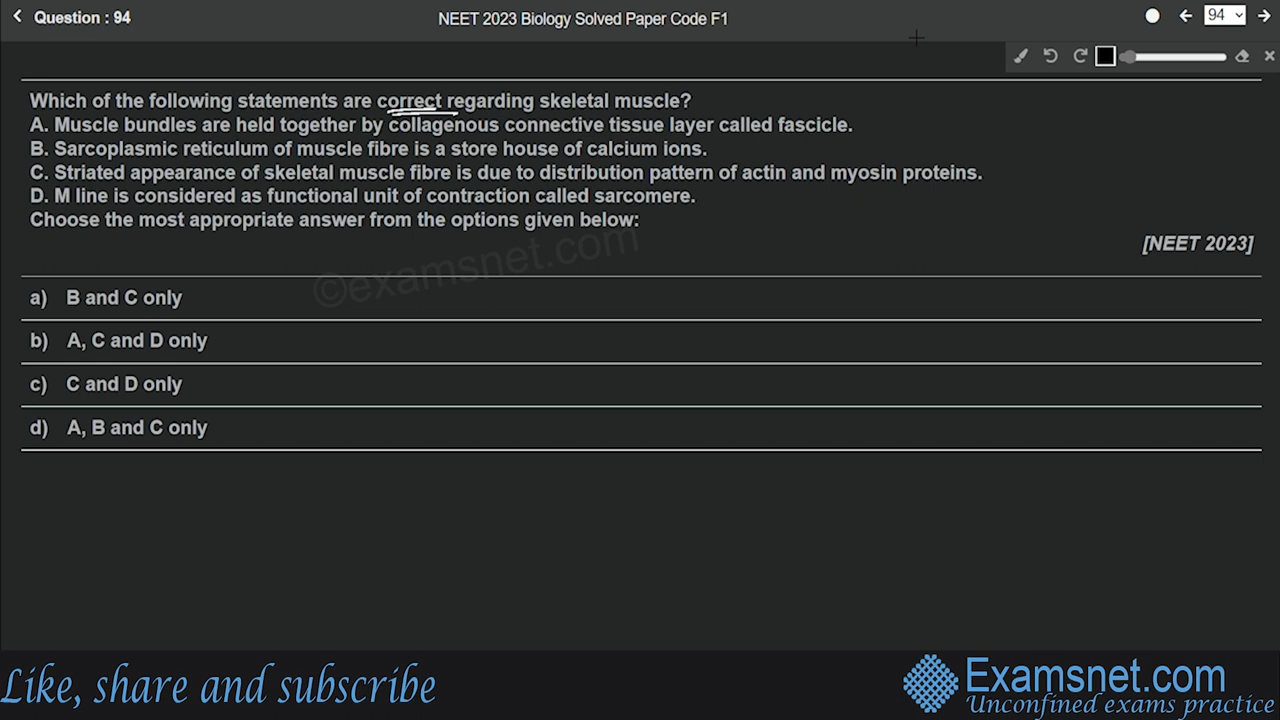 Question : 94
NEET 2023 Biology Solved Paper Code F1
94
Which of the following statements are correct regarding skeletal muscle?
A. Muscle bundles are held together by collagenous connective tissue layer called fascicle.
B. Sarcoplasmic reticulum of muscle fibre is a store house of calcium ions.
C. Striated appearance of skeletal muscle fibre is due to distribution pattern of actin and myosin proteins.
D. M line is considered as functional unit of contraction called sarcomere.
Choose the most appropriate answer from the options given below:
[NEET 2023]
©examsnet.com
a) B and C only
b) A, C and D only
c) C and D only
d) A, B and C only
Like, share and subscribe
Examsnet.com
Unconfined exams practice